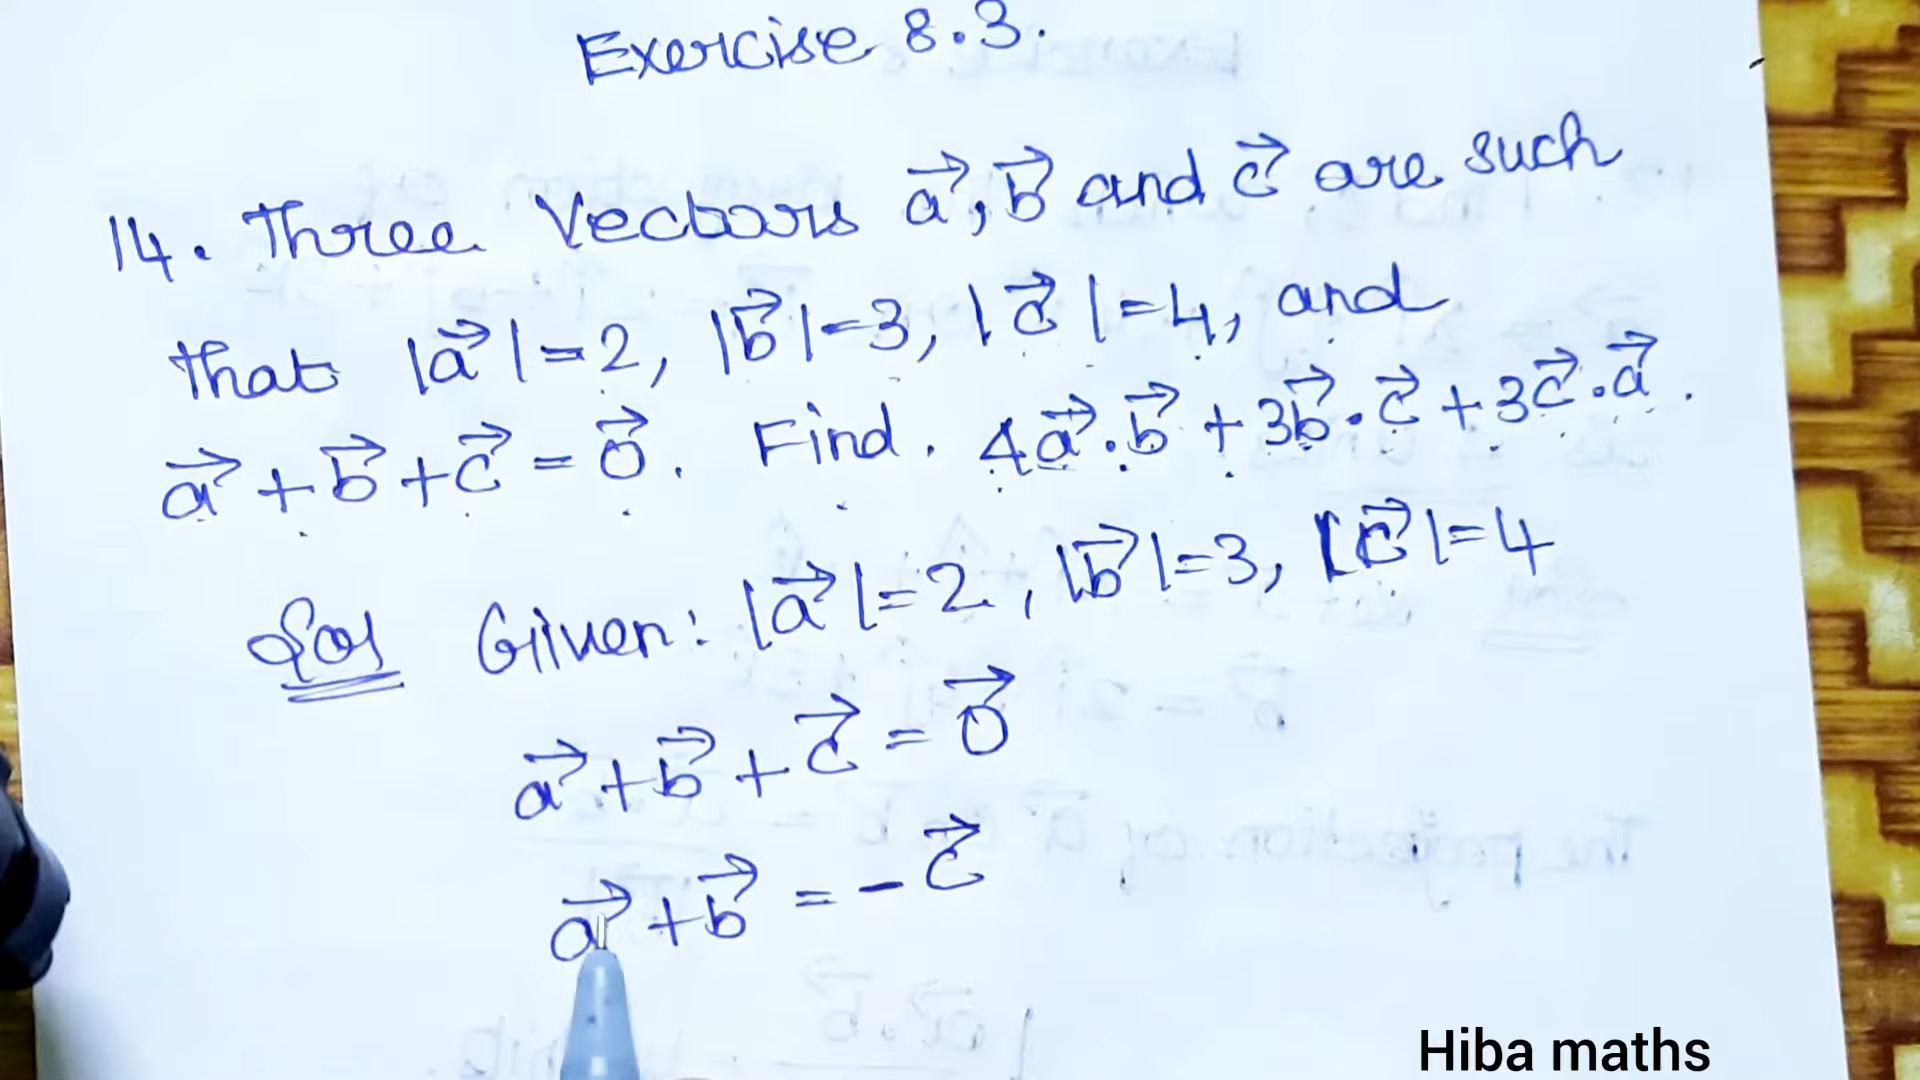 Exercise 8.3.
14. Three Vectors a⃗, b⃗ and c⃗ are such
that |a⃗| = 2, |b⃗| = 3, |c⃗| = 4, and
a⃗ + b⃗ + c⃗ = 0⃗. Find. 4a⃗·b⃗ + 3b⃗·c⃗ + 3c⃗·a⃗.
Sol Given: |a⃗| = 2, |b⃗| = 3, |c⃗| = 4
a⃗ + b⃗ + c⃗ = 0⃗
a⃗ + b⃗ = -c⃗
Hiba maths